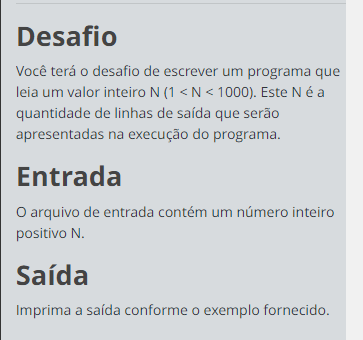 Desafio
Você terá o desafio de escrever um programa que
leia um valor inteiro N (1 < N < 1000). Este N é a
quantidade de linhas de saída que serão
apresentadas na execução do programa.
Entrada
O arquivo de entrada contém um número inteiro
positivo N.
Saída
Imprima a saída conforme o exemplo fornecido.